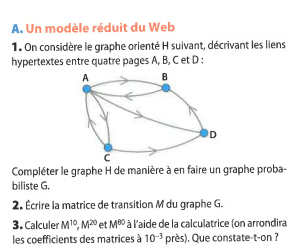 A. Un modèle réduit du Web
1. On considère le graphe orienté H suivant, décrivant les liens
hypertextes entre quatre pages A, B, C et D :
A
B
D
C
Compléter le graphe H de manière à en faire un graphe proba-
biliste G.
2. Écrire la matrice de transition M du graphe G.
3. Calculer M¹⁰, M²⁰ et M⁸⁰ à l'aide de la calculatrice (on arrondira
les coefficients des matrices à 10⁻³ près). Que constate-t-on ?